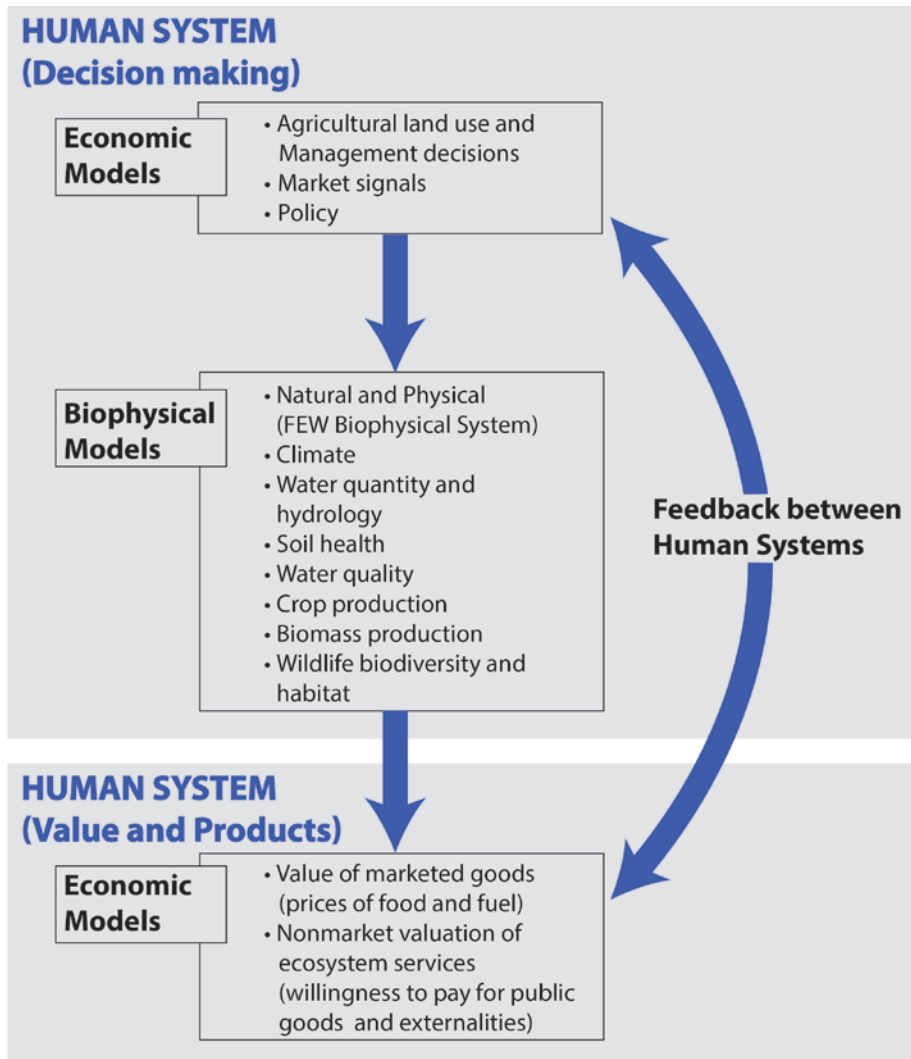 HUMAN SYSTEM
(Decision making)
Economic
Models
• Agricultural land use and
Management decisions
• Market signals
• Policy
Biophysical
Models
• Natural and Physical
(FEW Biophysical System)
• Climate
• Water quantity and
hydrology
• Soil health
• Water quality
• Crop production
• Biomass production
• Wildlife biodiversity and
habitat
Feedback between
Human Systems
HUMAN SYSTEM
(Value and Products)
Economic
Models
• Value of marketed goods
(prices of food and fuel)
• Nonmarket valuation of
ecosystem services
(willingness to pay for public
goods and externalities)